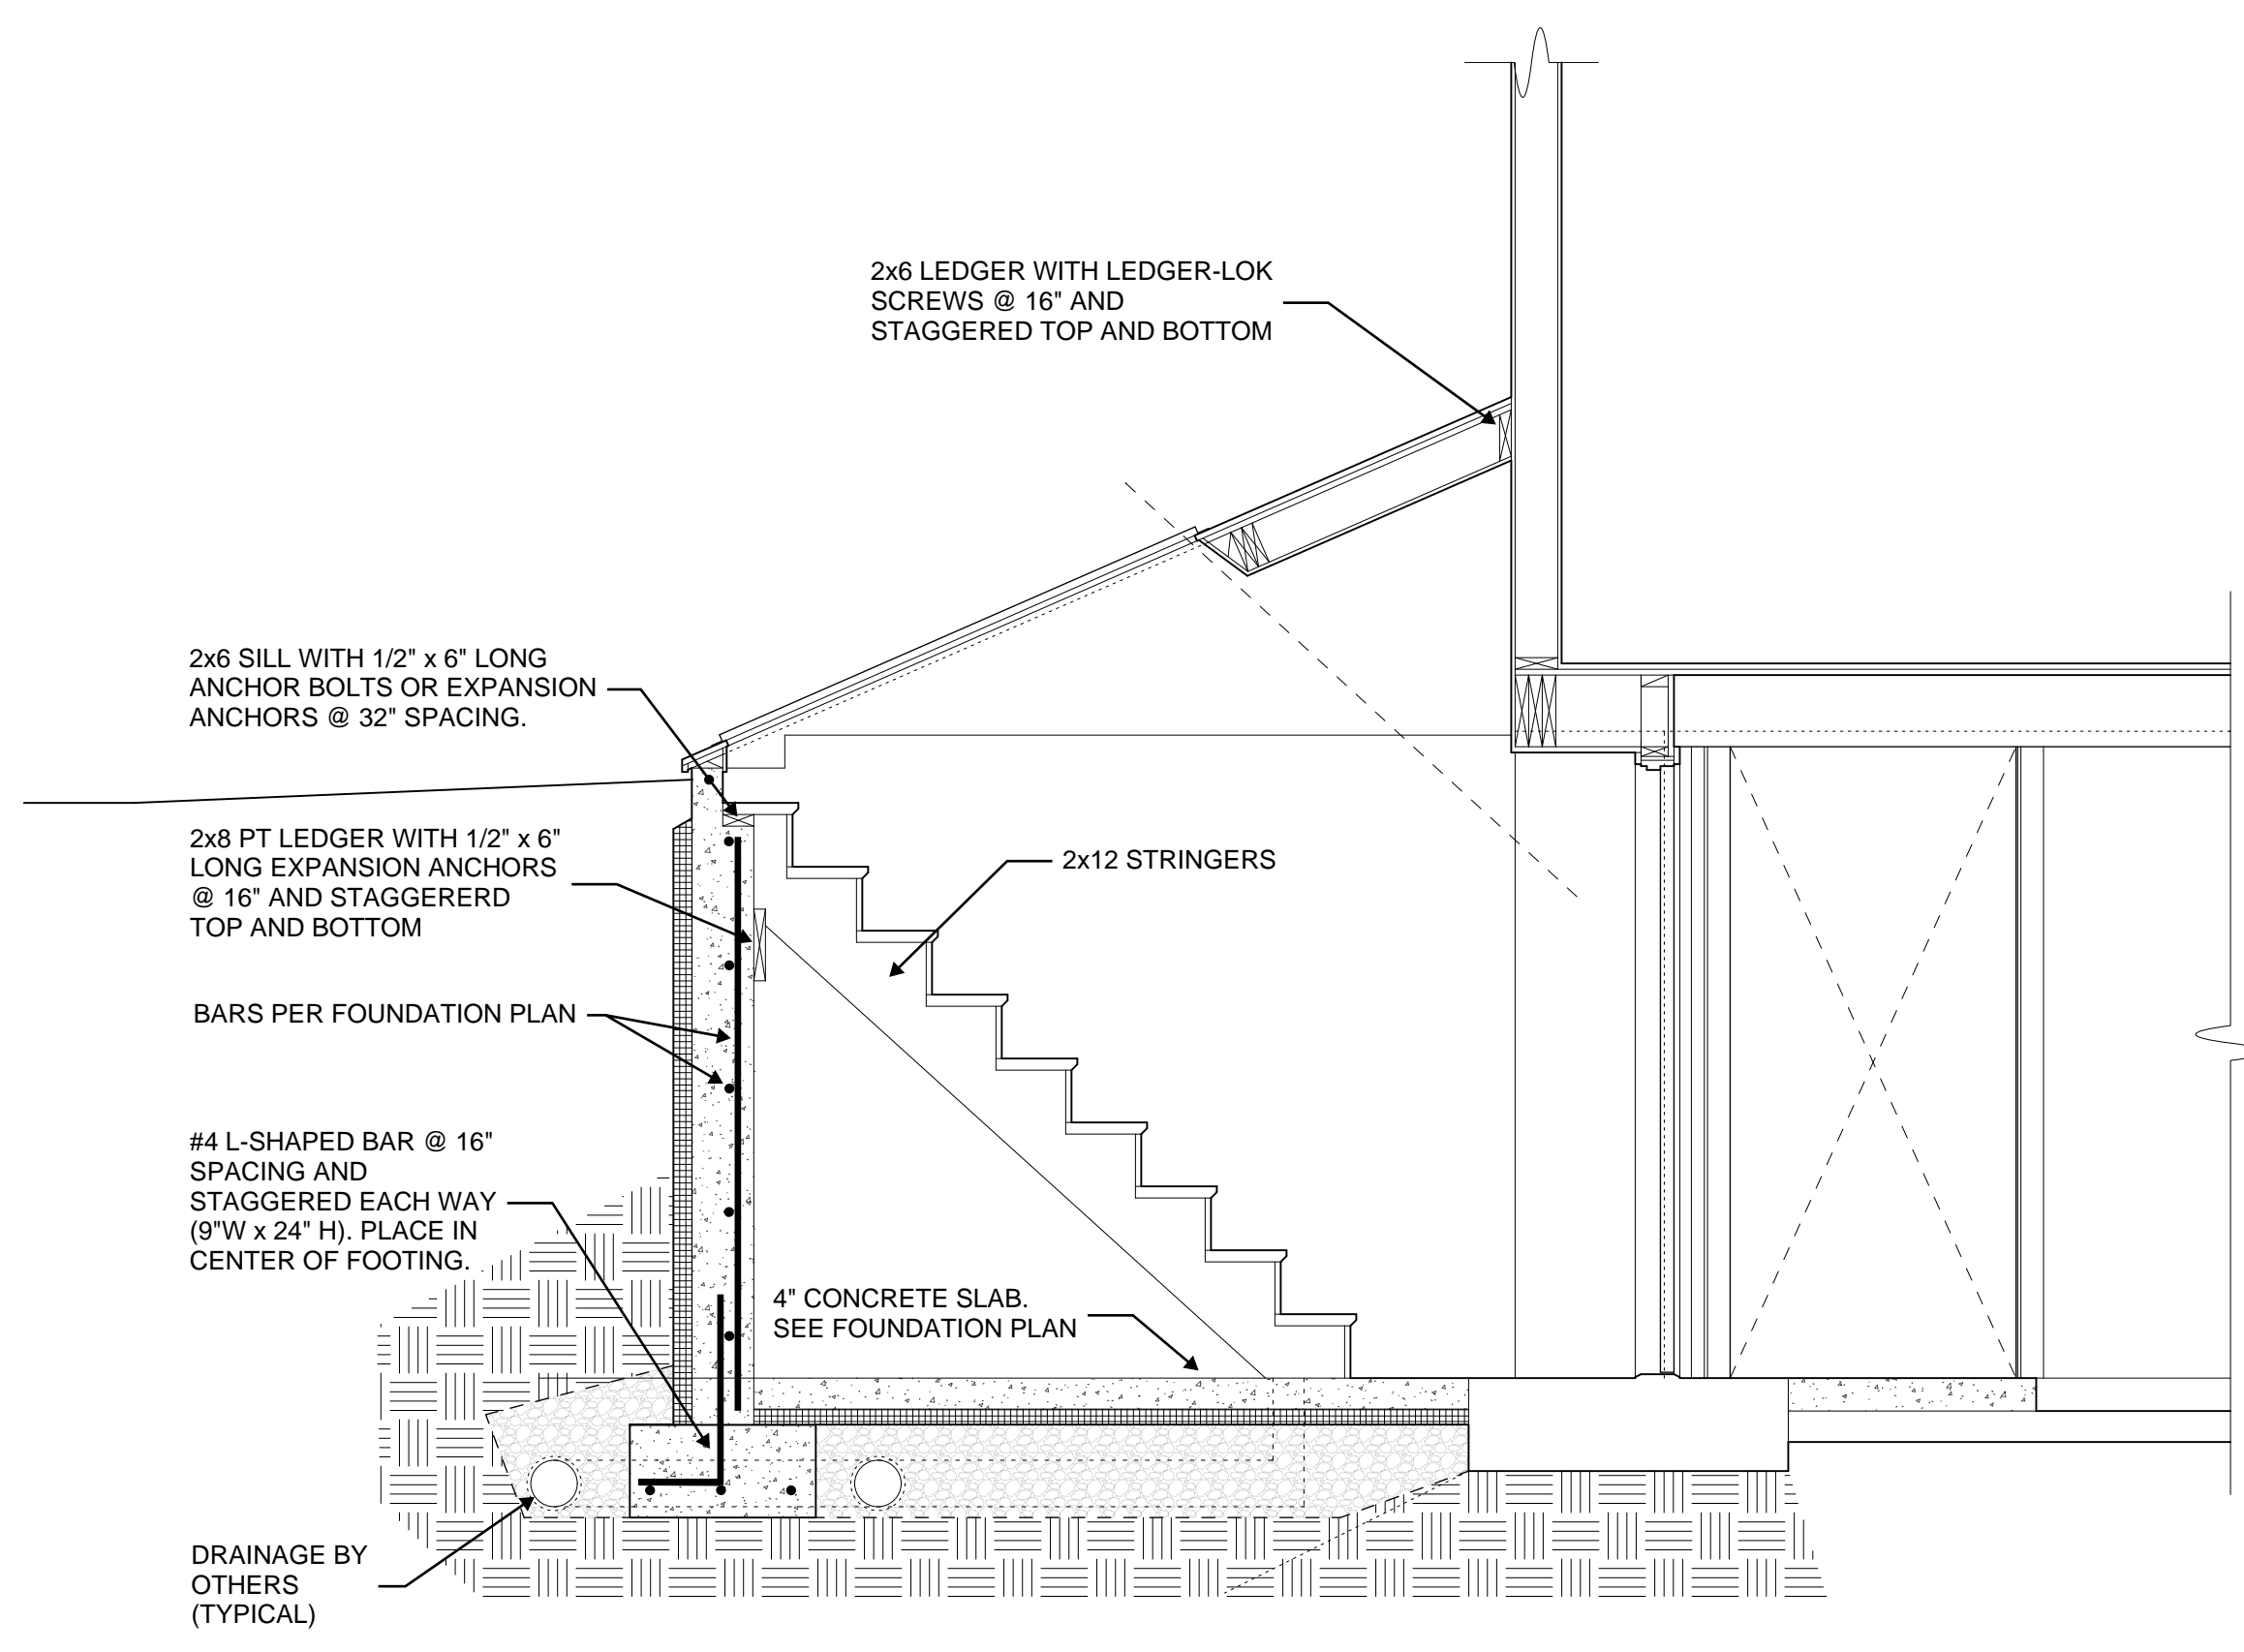 2x6 LEDGER WITH LEDGER-LOK
SCREWS @ 16" AND
STAGGERED TOP AND BOTTOM
2x6 SILL WITH 1/2" x 6" LONG
ANCHOR BOLTS OR EXPANSION
ANCHORS @ 32" SPACING.
2x8 PT LEDGER WITH 1/2" x 6"
LONG EXPANSION ANCHORS
@ 16" AND STAGGERERD
TOP AND BOTTOM
2x12 STRINGERS
BARS PER FOUNDATION PLAN
#4 L-SHAPED BAR @ 16"
SPACING AND
STAGGERED EACH WAY
(9"W x 24" H). PLACE IN
CENTER OF FOOTING.
4" CONCRETE SLAB.
SEE FOUNDATION PLAN
DRAINAGE BY
OTHERS
(TYPICAL)